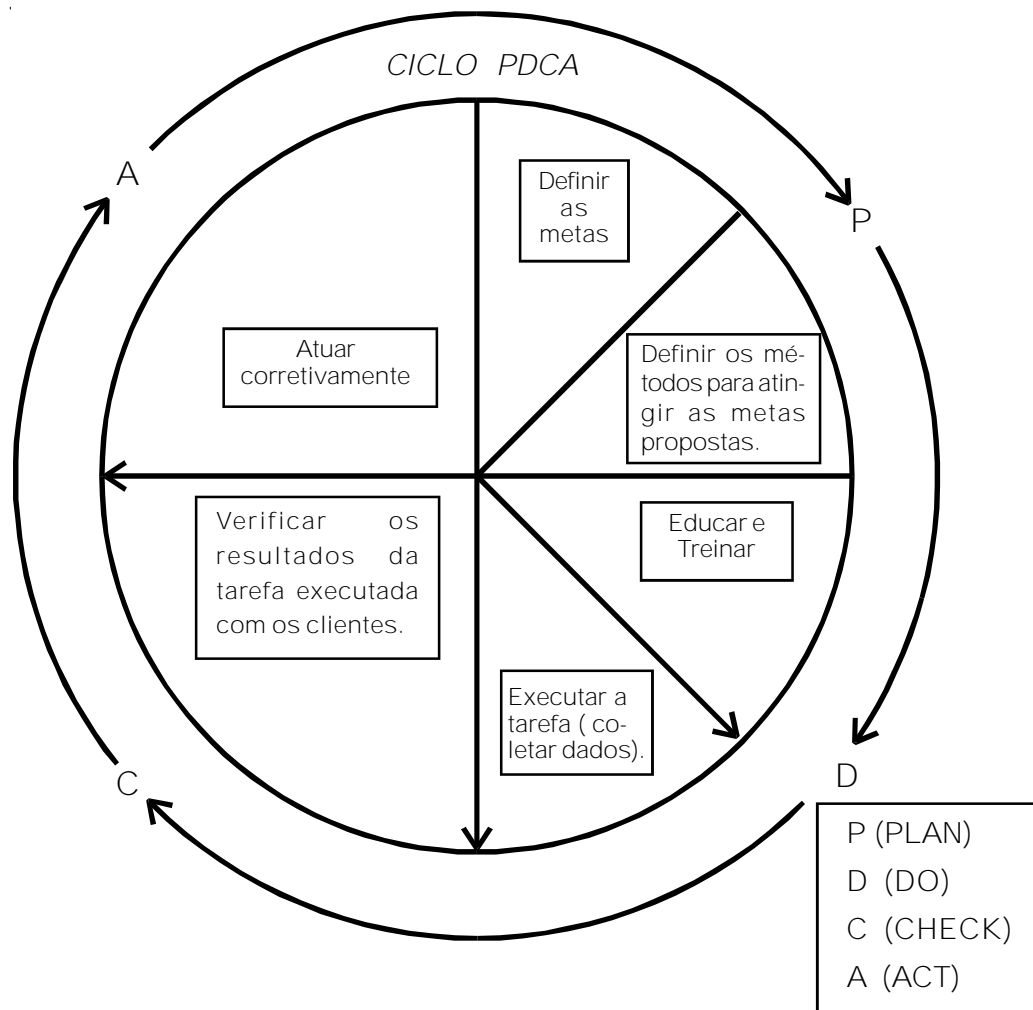 CICLO PDCA
A
P
Definir
as
metas
Atuar
corretivamente
Definir os mé-
todos para atin-
gir as metas
propostas.
Verificar os
resultados da
tarefa executada
com os clientes.
Educar e
Treinar
Executar a
tarefa ( co-
letar dados).
C
D
P (PLAN)
D (DO)
C (CHECK)
A (ACT)